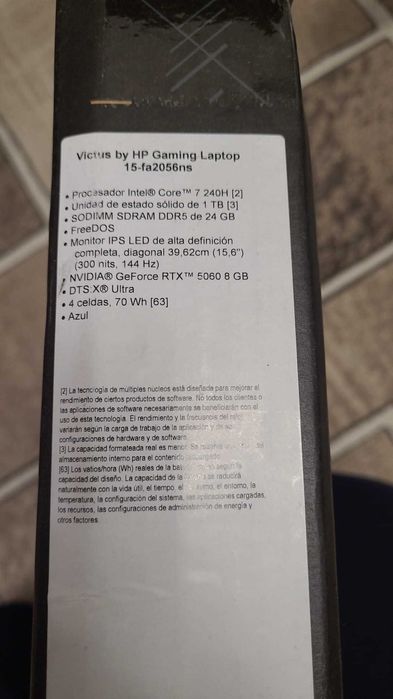 Victus by HP Gaming Laptop
15-fa2056ns
• Procesador Intel® Core™ 7 240H [2]
• Unidad de estado sólido de 1 TB [3]
• SODIMM SDRAM DDR5 de 24 GB
• FreeDOS
• Monitor IPS LED de alta definición
completa, diagonal 39,62cm (15,6")
(300 nits, 144 Hz)
• NVIDIA® GeForce RTX™ 5060 8 GB
• DTS:X® Ultra
• 4 celdas, 70 Wh [63]
• Azul
[2] La tecnología de múltiples núcleos está diseñada para mejorar el
rendimiento de ciertos productos de software. No todos los clientes o
las aplicaciones de software necesariamente se beneficiarán con el
uso de esta tecnología. El rendimiento y la frecuencia del reloj
variarán según la carga de trabajo de la aplicación y de sus
configuraciones de hardware y de software.
[3] La capacidad formateada real es menor. Se
almacenamiento interno para el contenido
[63] Los vatios/hora (Wh) reales de la según la
capacidad del diseño. La capacidad de la se reducirá
naturalmente con la vida útil, el tiempo, el entorno, la
temperatura, la configuración del sistema, las aplicaciones cargadas,
los recursos, las configuraciones de administración de energía y
otros factores.